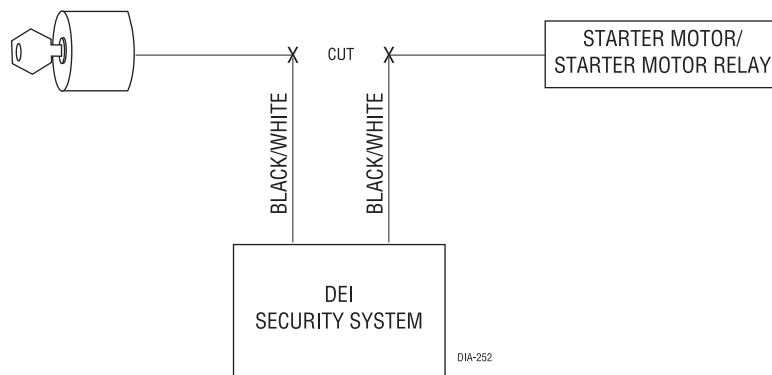 CUT
STARTER MOTOR/
STARTER MOTOR RELAY
BLACK/WHITE
BLACK/WHITE
DEI
SECURITY SYSTEM
DIA-252